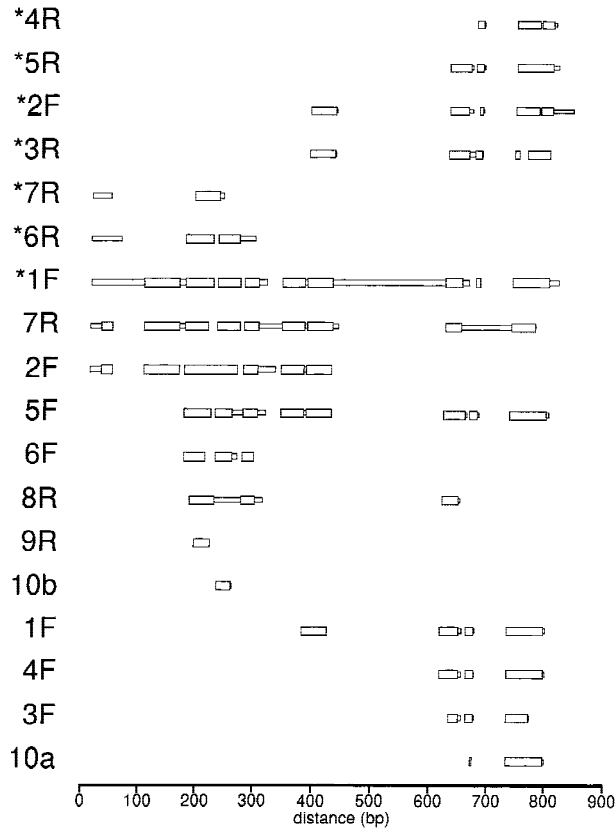 *4R
*5R
*2F
*3R
*7R
*6R
*1F
7R
2F
5F
6F
8R
9R
10b
1F
4F
3F
10a
0 100 200 300 400 500 600 700 800 900
distance (bp)